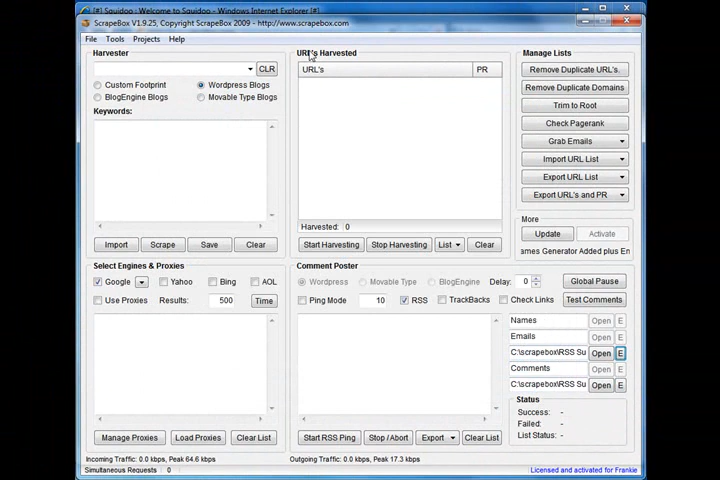 [#] Squidoo : Welcome to Squidoo - Windows Internet Explorer [#]
ScrapeBox V1.9.25, Copyright ScrapeBox 2009 - http://www.scrapebox.com
File Tools Projects Help
Harvester
CLR
Custom Footprint
Wordpress Blogs
BlogEngine Blogs
Movable Type Blogs
Keywords:
Import
Scrape
Save
Clear
URL's Harvested
URL's
PR
Harvested: 0
Start Harvesting
Stop Harvesting
List
Clear
Manage Lists
Remove Duplicate URL's.
Remove Duplicate Domains
Trim to Root
Check Pagerank
Grab Emails
Import URL List
Export URL List
Export URL's and PR
More
Update
Activate
ames Generator Added plus En
Select Engines & Proxies
Google
Yahoo
Bing
AOL
Use Proxies
Results:
500
Time
Manage Proxies
Load Proxies
Clear List
Comment Poster
Wordpress
Movable Type
BlogEngine
Delay:
0
Global Pause
Ping Mode
10
RSS
TrackBacks
Check Links
Test Comments
Names
Open
E
Emails
Open
E
C:\scrapebox\RSS Su
Open
E
Comments
Open
E
C:\scrapebox\RSS Su
Open
E
Status
Success: -
Failed: -
List Status: -
Start RSS Ping
Stop / Abort
Export
Clear List
Incoming Traffic: 0.0 kbps, Peak 64.6 kbps
Outgoing Traffic: 0.0 kbps, Peak 17.3 kbps
Simultaneous Requests 0
Licensed and activated for Frankie